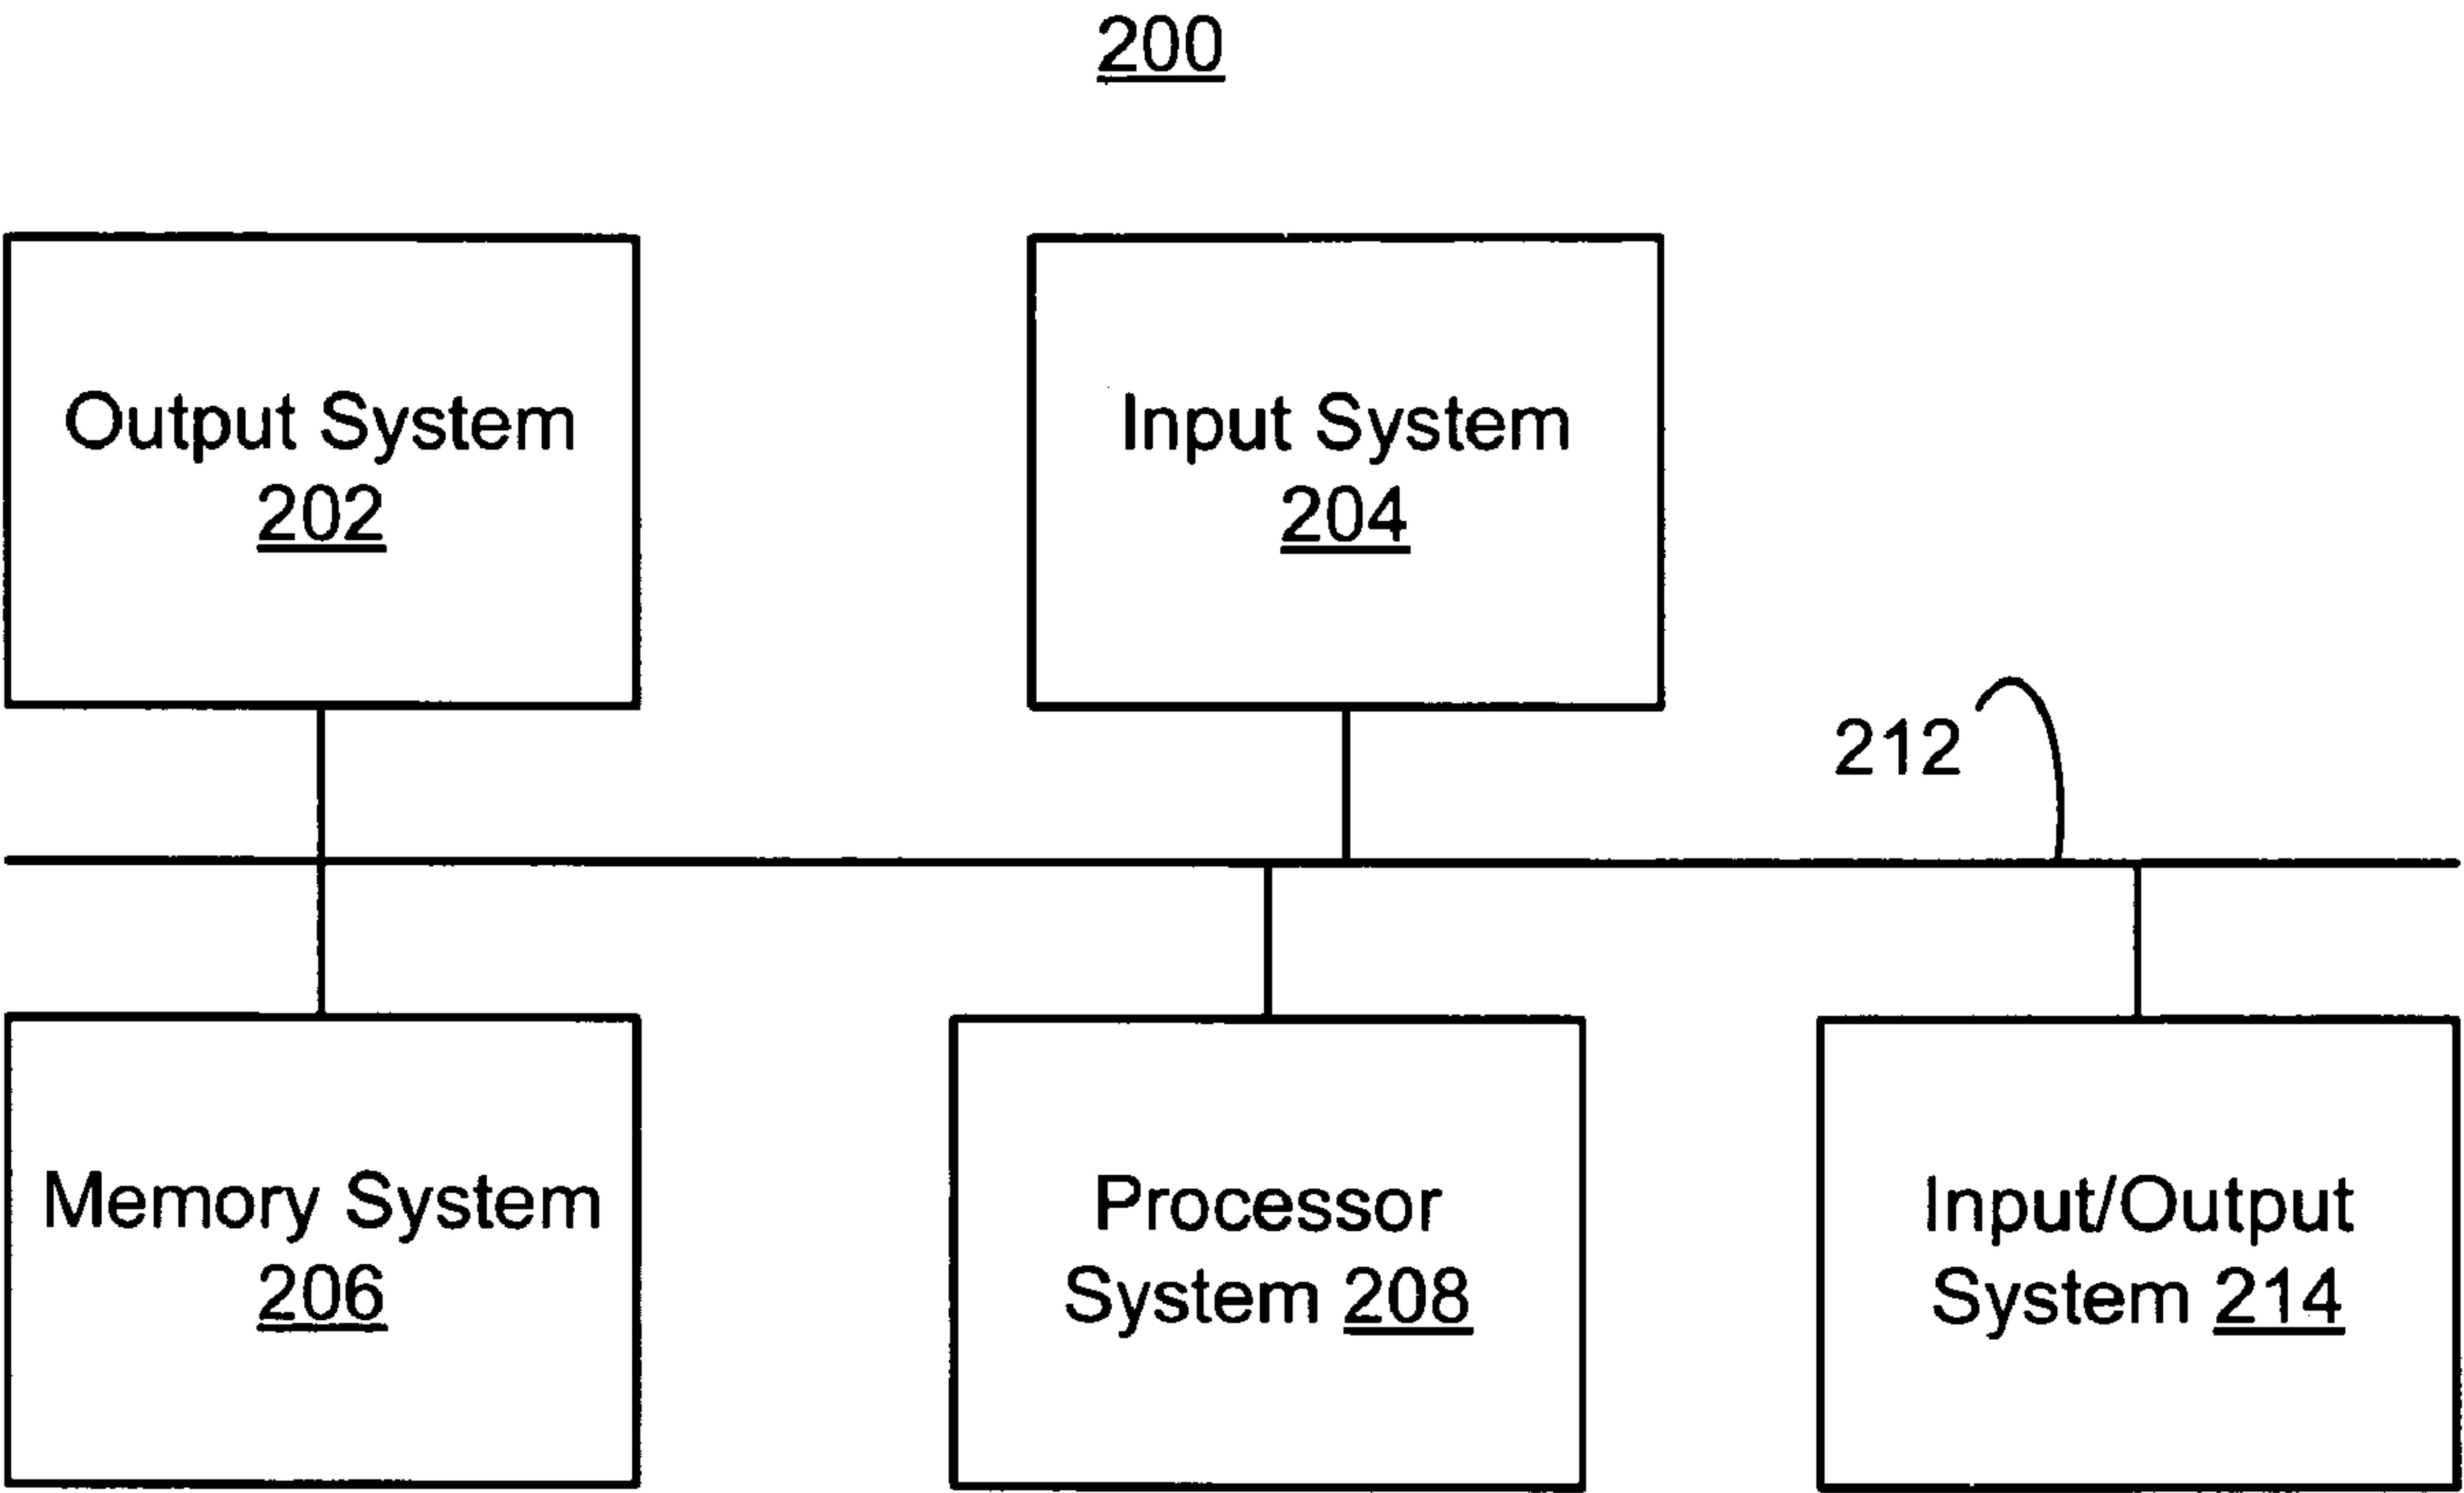 200
Output System
202
Input System
204
212
Memory System
206
Processor
System 208
Input/Output
System 214